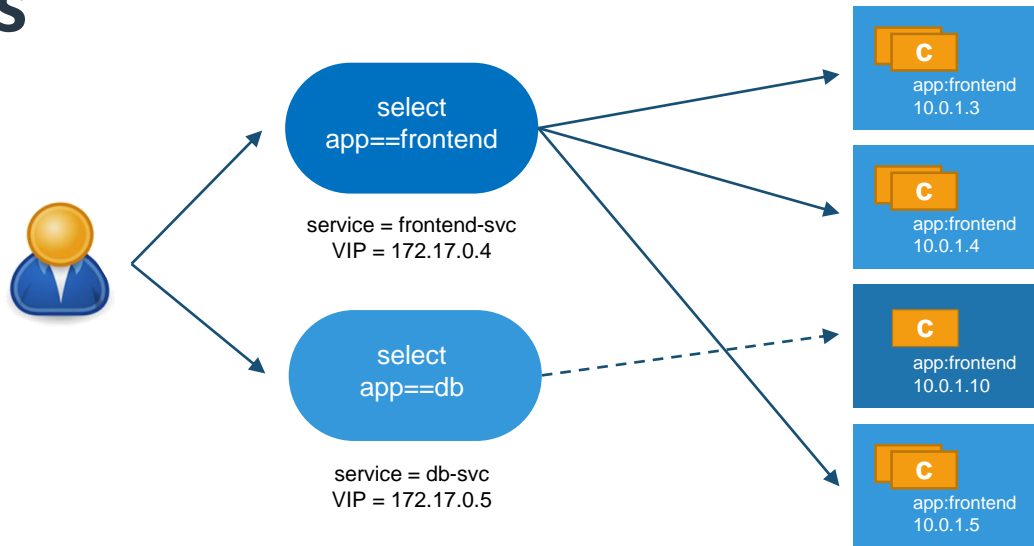 s
select
app==frontend
service = frontend-svc
VIP = 172.17.0.4
select
app==db
service = db-svc
VIP = 172.17.0.5
C
app:frontend
10.0.1.3
C
app:frontend
10.0.1.4
C
app:frontend
10.0.1.10
C
app:frontend
10.0.1.5